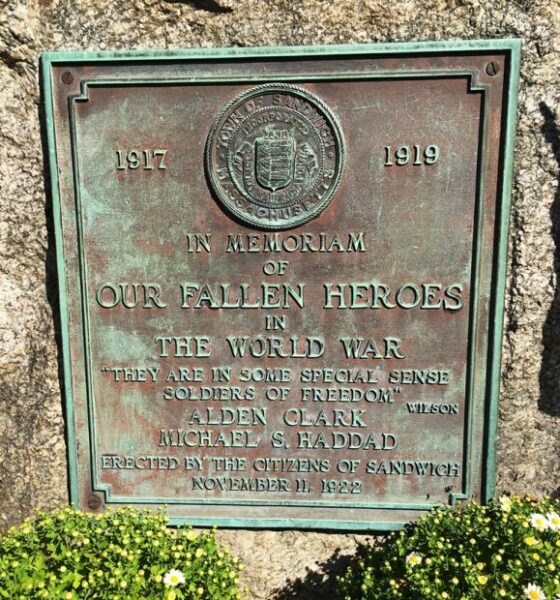 TOWN OF SANDWICH
MASSACHUSETTS
1639
1917 1919
IN MEMORIAM
OF
OUR FALLEN HEROES
IN
THE WORLD WAR
"THEY ARE IN SOME SPECIAL SENSE
SOLDIERS OF FREEDOM"
WILSON
ALDEN CLARK
MICHAEL S. HADDAD
ERECTED BY THE CITIZENS OF SANDWICH
NOVEMBER 11, 1922